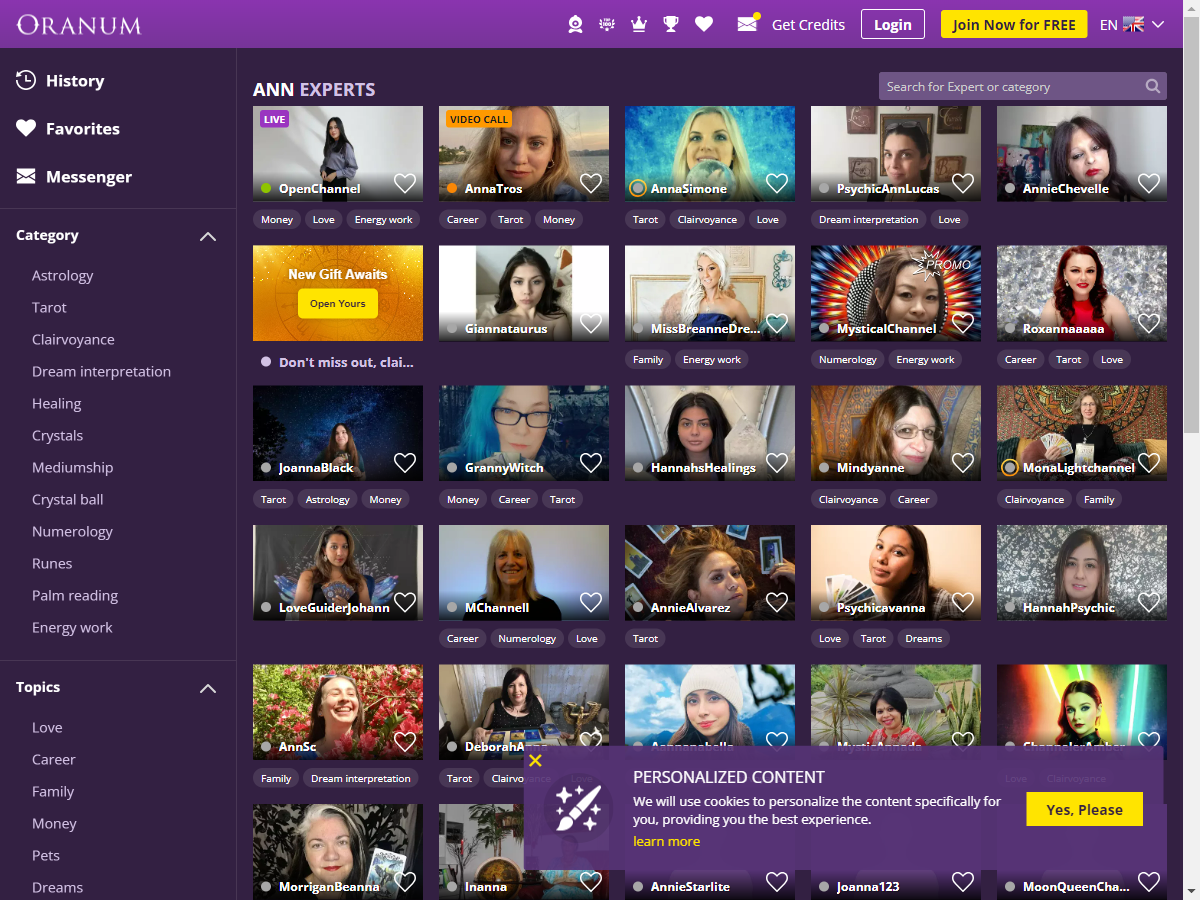 ORANUM
Get Credits
Login
Join Now for FREE
EN
History
Favorites
Messenger
Category
Astrology
Tarot
Clairvoyance
Dream interpretation
Healing
Crystals
Mediumship
Crystal ball
Numerology
Runes
Palm reading
Energy work
Topics
Love
Career
Family
Money
Pets
Dreams
ANN EXPERTS
Search for Expert or category
LIVE
OpenChannel
Money Love Energy work
VIDEO CALL
AnnaTros
Career Tarot Money
AnnaSimone
Tarot Clairvoyance Love
PsychicAnnLucas
Dream interpretation Love
AnnieChevelle
New Gift Awaits
Open Yours
Don't miss out, clai...
Giannataurus
MissBreanneDre...
Family Energy work
PROMO
MysticalChannel
Numerology Energy work
Roxannaaaaa
Career Tarot Love
JoannaBlack
Tarot Astrology Money
GrannyWitch
Money Career Tarot
HannahsHealings
Mindyanne
Clairvoyance Career
MonaLightchannel
Clairvoyance Family
LoveGuiderJohann
MChannell
Career Numerology Love
AnnieAlvarez
Tarot
Psychicavanna
Love Tarot Dreams
HannahPsychic
AnnSc
Family Dream interpretation
Tarot
Love Clairvoyance
MorriganBeanna
Inanna
AnnieStarlite
Joanna123
MoonQueenCha...
PERSONALIZED CONTENT
We will use cookies to personalize the content specifically for
you, providing you the best experience.
learn more
Yes, Please